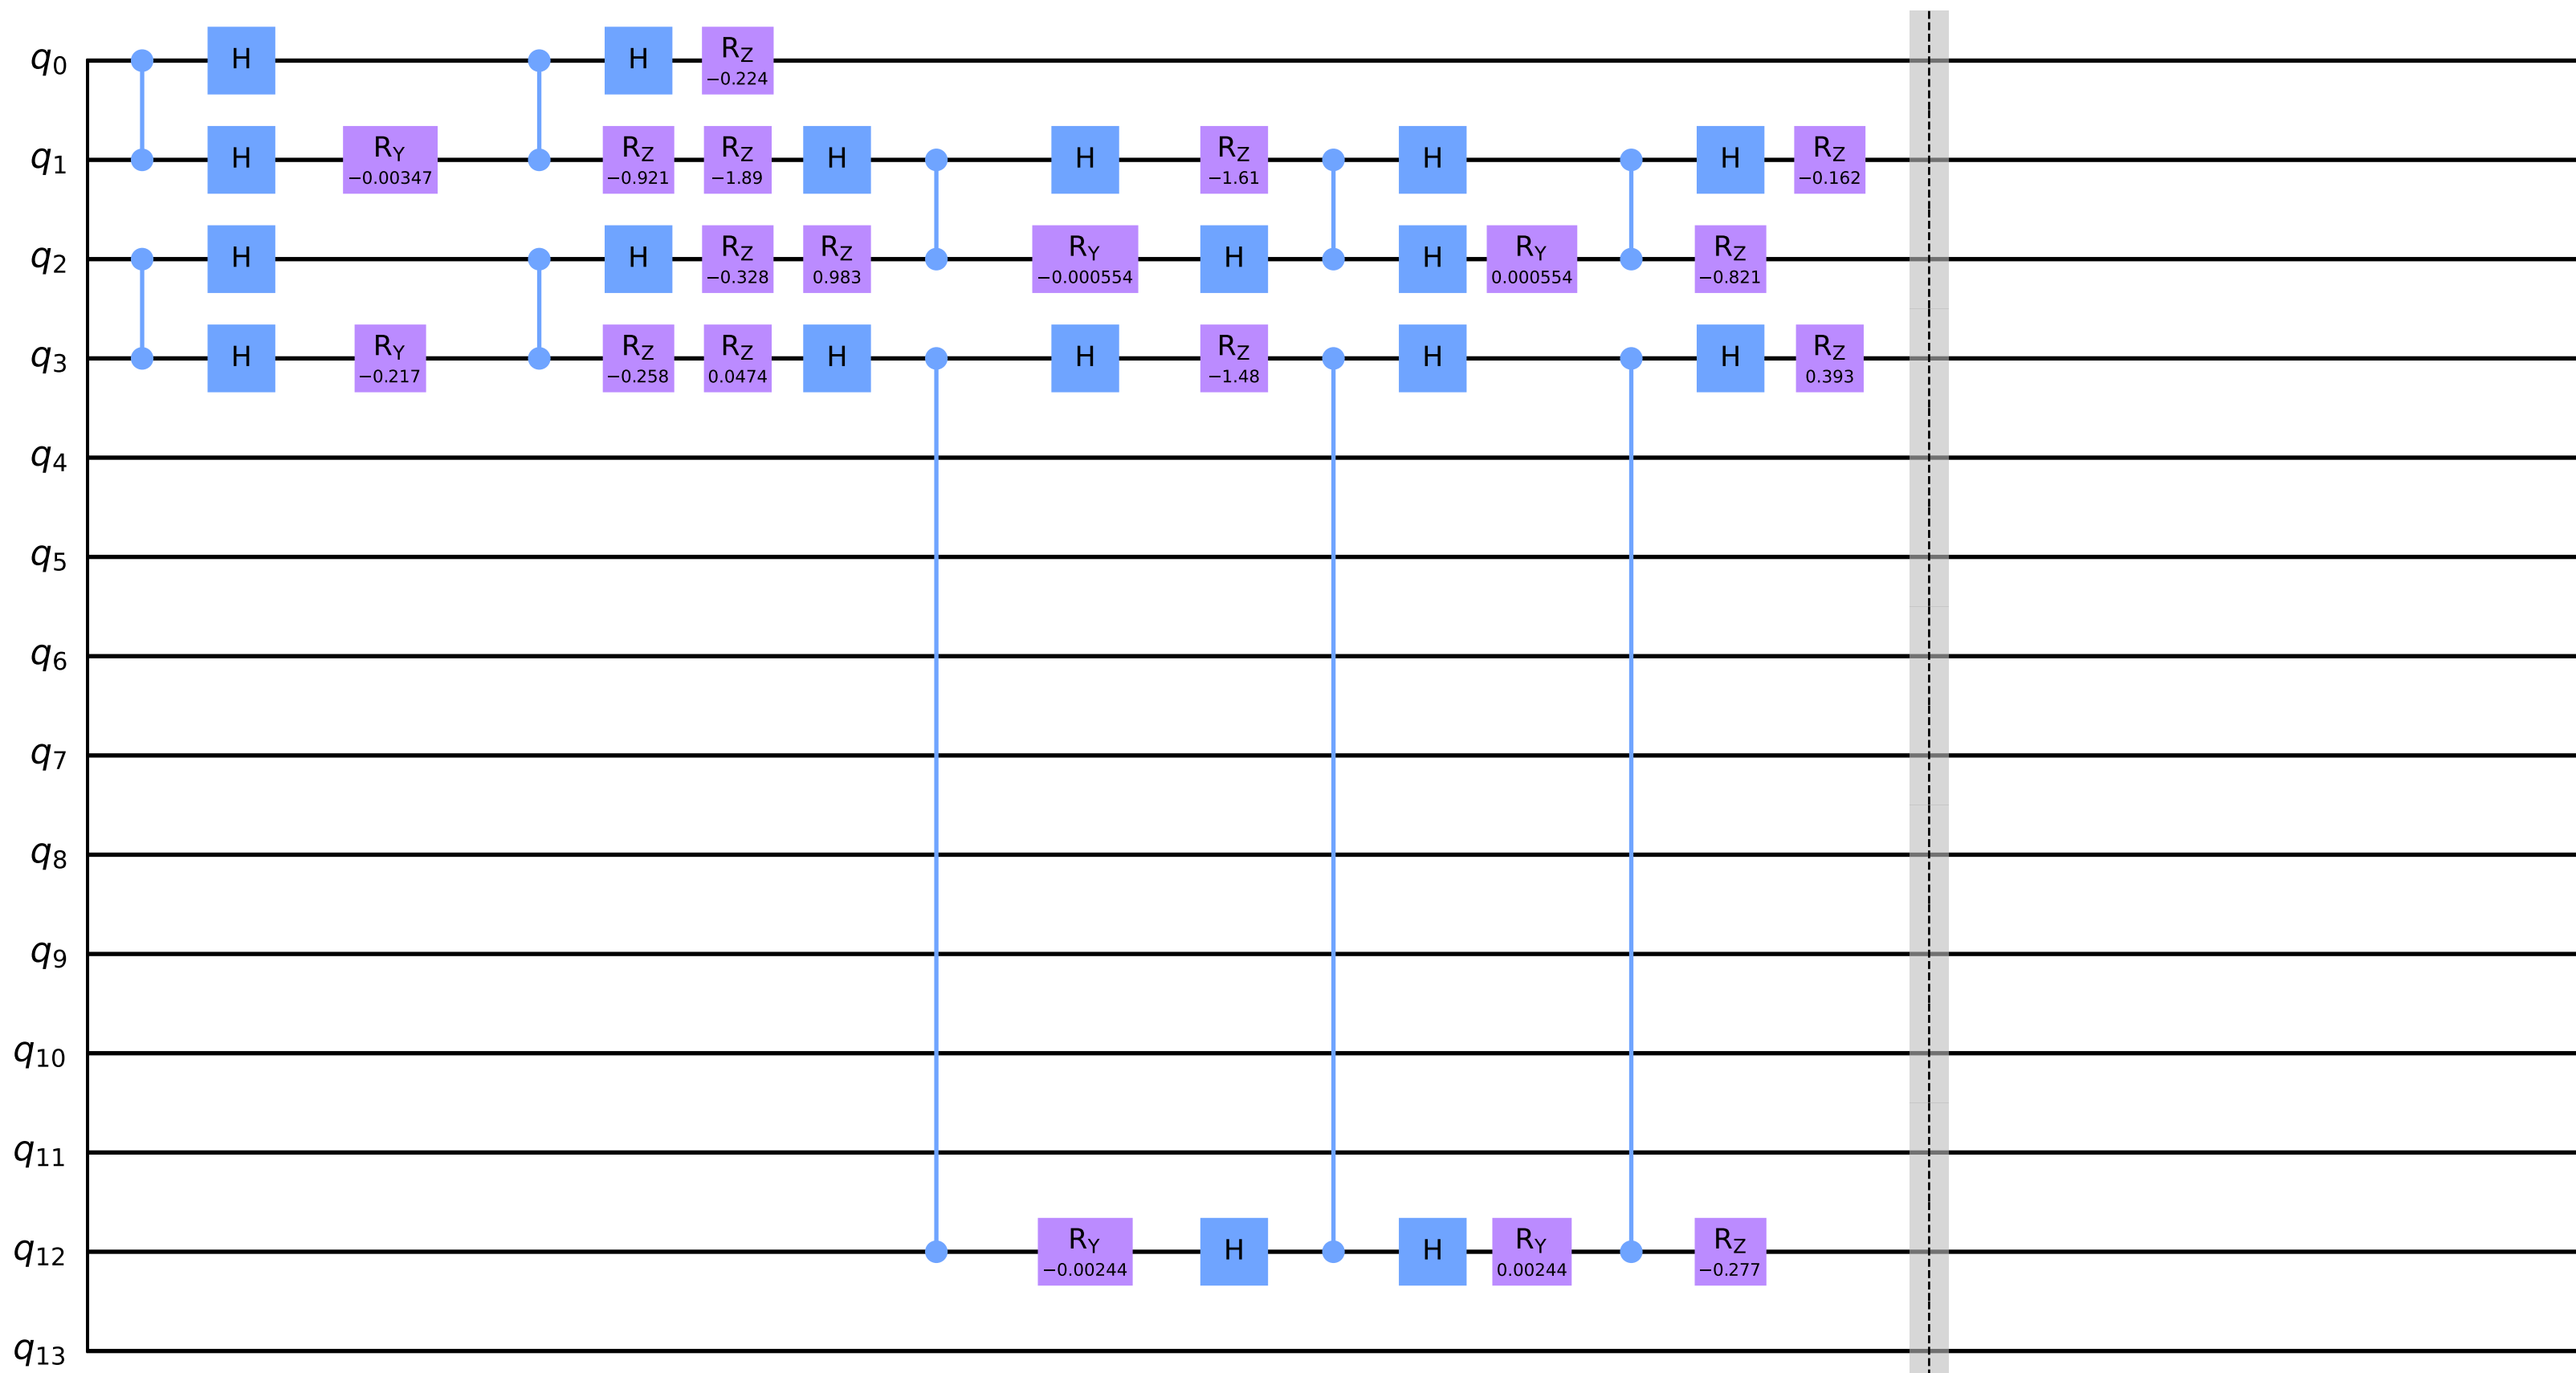 q0 H H RZ −0.224
q1 H RY −0.00347 RZ −0.921 RZ −1.89 H H RZ −1.61 H H RZ −0.162
q2 H H RZ −0.328 RZ 0.983 RY −0.000554 H H RY 0.000554 RZ −0.821
q3 H RY −0.217 RZ −0.258 RZ 0.0474 H H RZ −1.48 H H RZ 0.393
q4
q5
q6
q7
q8
q9
q10
q11
q12 RY −0.00244 H H RY 0.00244 RZ −0.277
q13